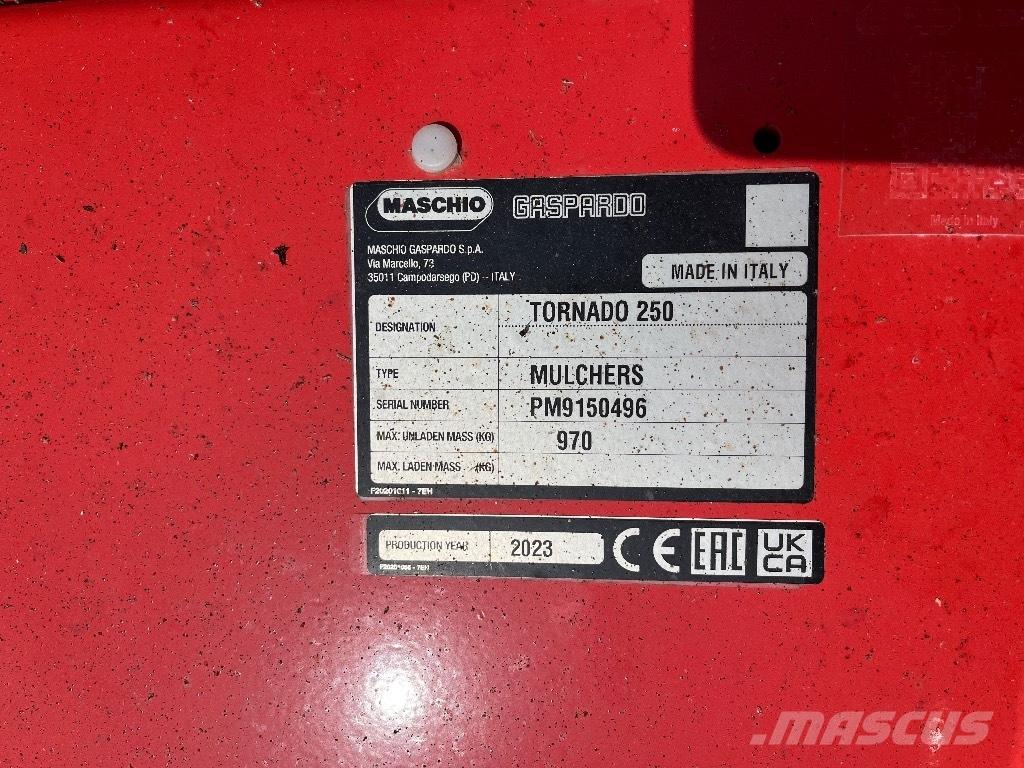 MASCHIO GASPARDO
MASCHIO GASPARDO S.p.A.
Via Marcello, 73
35011 Campodarsego (PD) - ITALY
MADE IN ITALY
DESIGNATION TORNADO 250
TYPE MULCHERS
SERIAL NUMBER PM9150496
MAX. UNLADEN MASS (KG) 970
MAX. LADEN MASS (KG)
F20201011 - 7EH
PRODUCTION YEAR 2023 CE EAC UK CA
Made in Italy
MASCUS